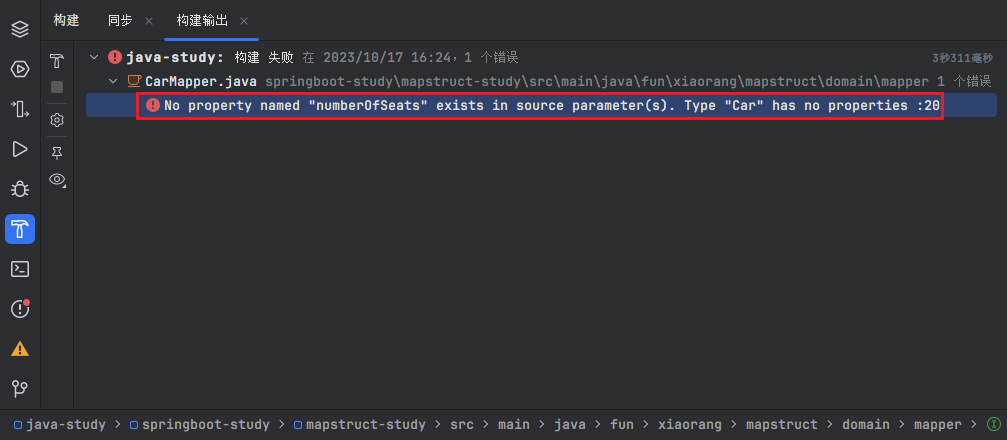 构建 同步 构建输出
java-study: 构建 失败 在 2023/10/17 16:24，1 个错误 3秒311毫秒
CarMapper.java springboot-study\mapstruct-study\src\main\java\fun\xiaorang\mapstruct\domain\mapper 1 个错误
No property named "numberOfSeats" exists in source parameter(s). Type "Car" has no properties :20
java-study > springboot-study > mapstruct-study > src > main > java > fun > xiaorang > mapstruct > domain > mapper >